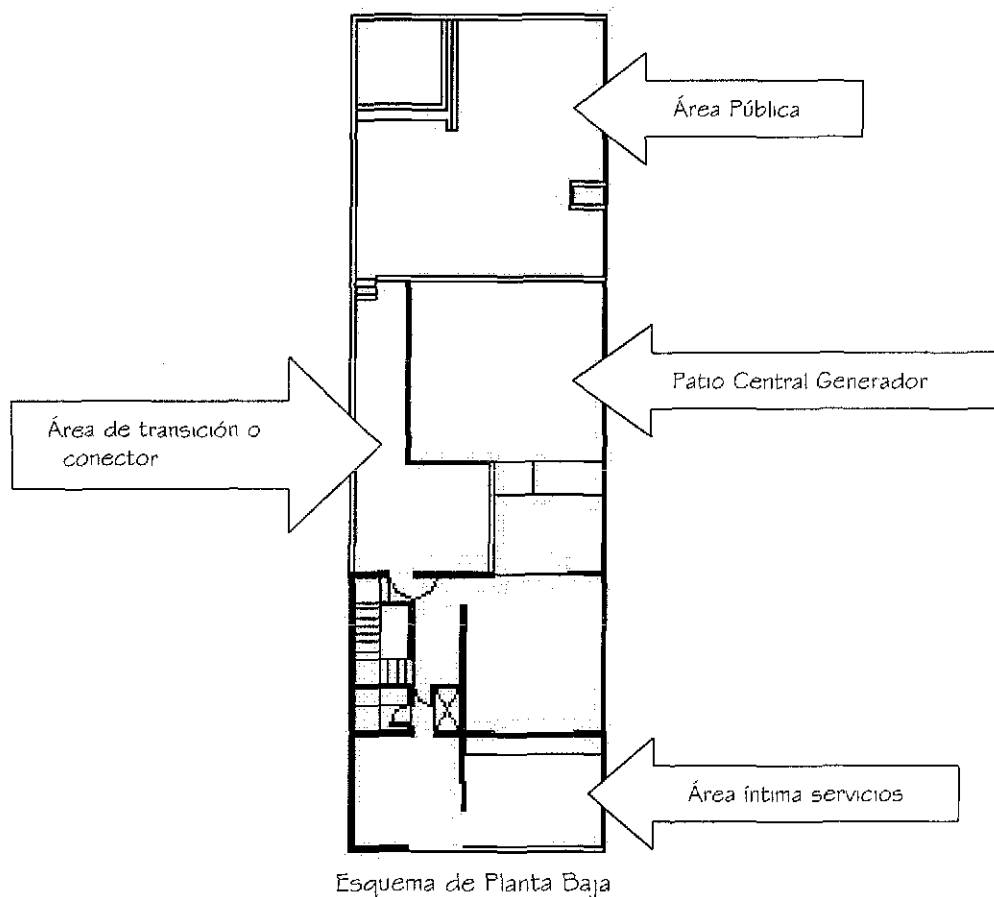 Área Pública
Patio Central Generador
Área de transición o
conector
Área íntima servicios
Esquema de Planta Baja